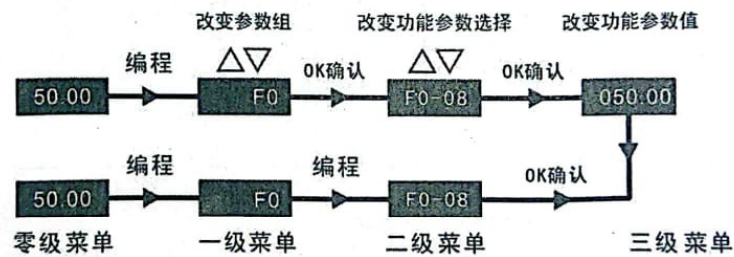 改变参数组 改变功能参数选择 改变功能参数值
编程 △▽ OK确认 △▽ OK确认
50.00 F0 F0-08 050.00
编程 编程 OK确认
50.00 F0 F0-08
零级菜单 一级菜单 二级菜单 三级菜单